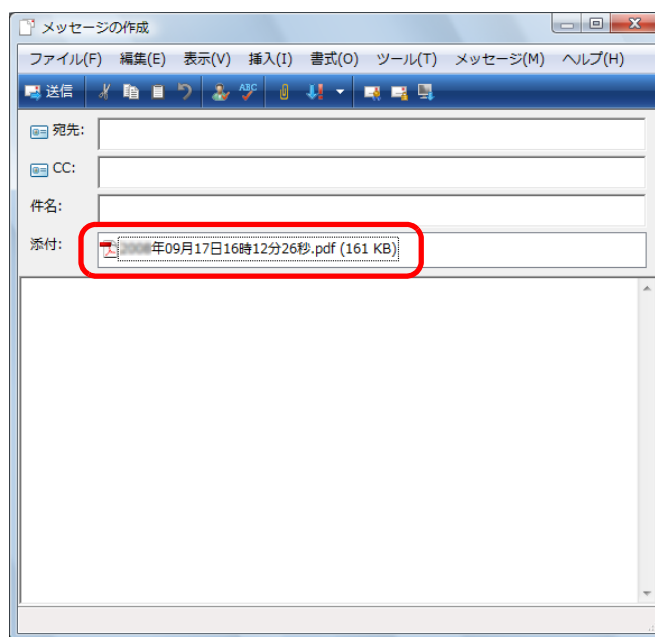 メッセージの作成
ファイル(F) 編集(E) 表示(V) 挿入(I) 書式(O) ツール(T) メッセージ(M) ヘルプ(H)
送信 ABC
宛先:
CC:
件名:
添付: 年09月17日16時12分26秒.pdf (161 KB)